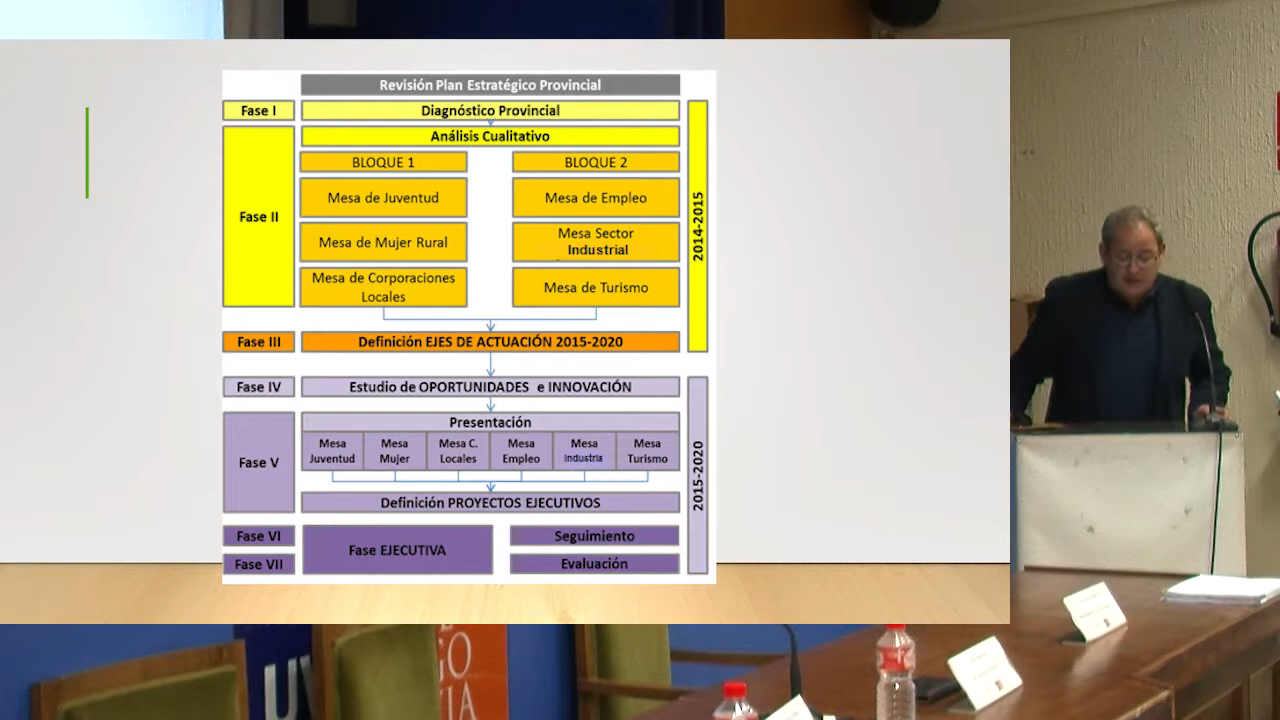 Revisión Plan Estratégico Provincial
Fase I
Diagnóstico Provincial
Fase II
Análisis Cualitativo
BLOQUE 1
BLOQUE 2
Mesa de Juventud
Mesa de Empleo
Mesa de Mujer Rural
Mesa Sector
Industrial
Mesa de Corporaciones
Locales
Mesa de Turismo
2014-2015
Fase III
Definición EJES DE ACTUACIÓN 2015-2020
Fase IV
Estudio de OPORTUNIDADES e INNOVACIÓN
Fase V
Presentación
Mesa
Juventud
Mesa
Mujer
Mesa C.
Locales
Mesa
Empleo
Mesa
industria
Mesa
Turismo
Definición PROYECTOS EJECUTIVOS
2015-2020
Fase VI
Fase EJECUTIVA
Seguimiento
Fase VII
Evaluación